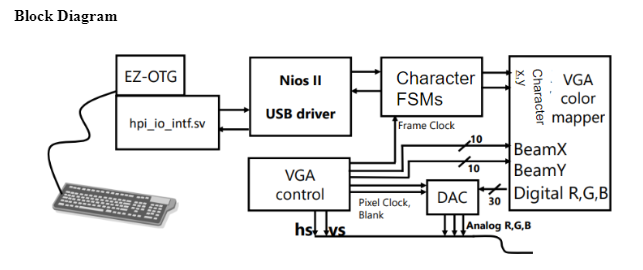 Block Diagram
EZ-OTG
hpi_io_intf.sv
Nios II
USB driver
Character
FSMs
Character
x,y
VGA
color
mapper
Frame Clock
10
10
BeamX
BeamY
Digital R,G,B
VGA
control
Pixel Clock,
Blank
DAC
30
hs
vs
Analog R,G,B